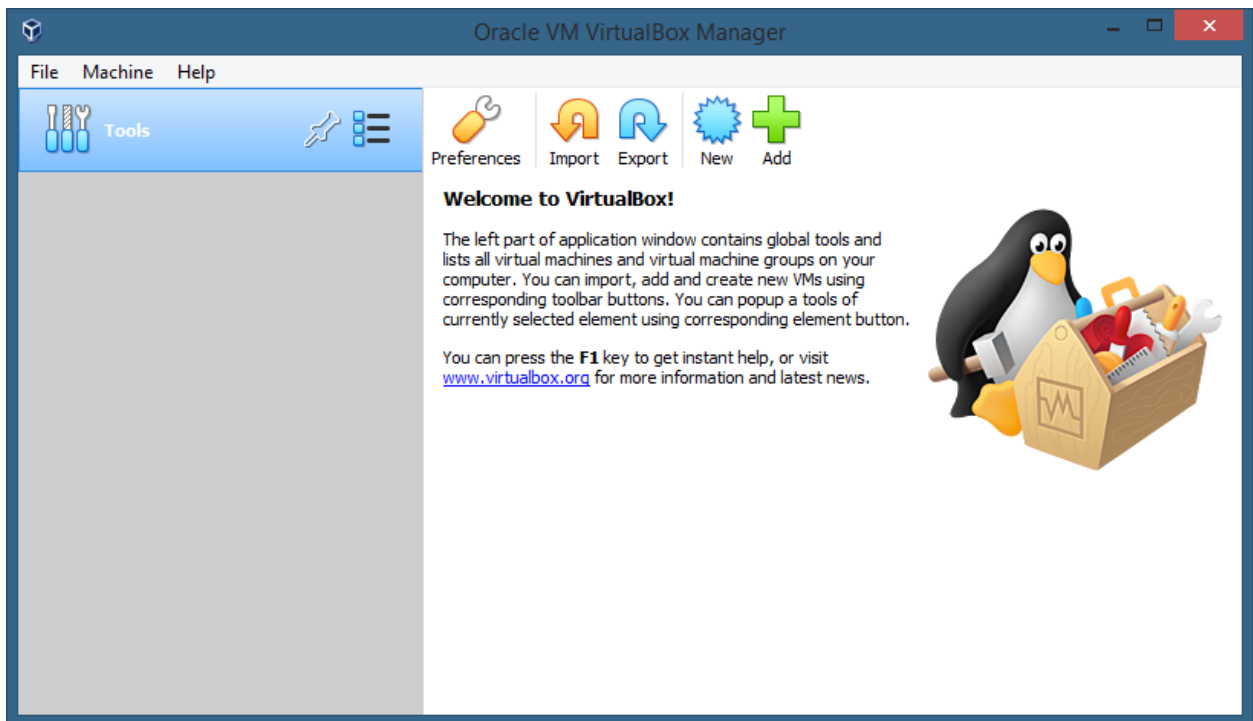 Oracle VM VirtualBox Manager
File Machine Help
Tools
Preferences Import Export New Add
Welcome to VirtualBox!
The left part of application window contains global tools and
lists all virtual machines and virtual machine groups on your
computer. You can import, add and create new VMs using
corresponding toolbar buttons. You can popup a tools of
currently selected element using corresponding element button.
You can press the F1 key to get instant help, or visit
www.virtualbox.org for more information and latest news.